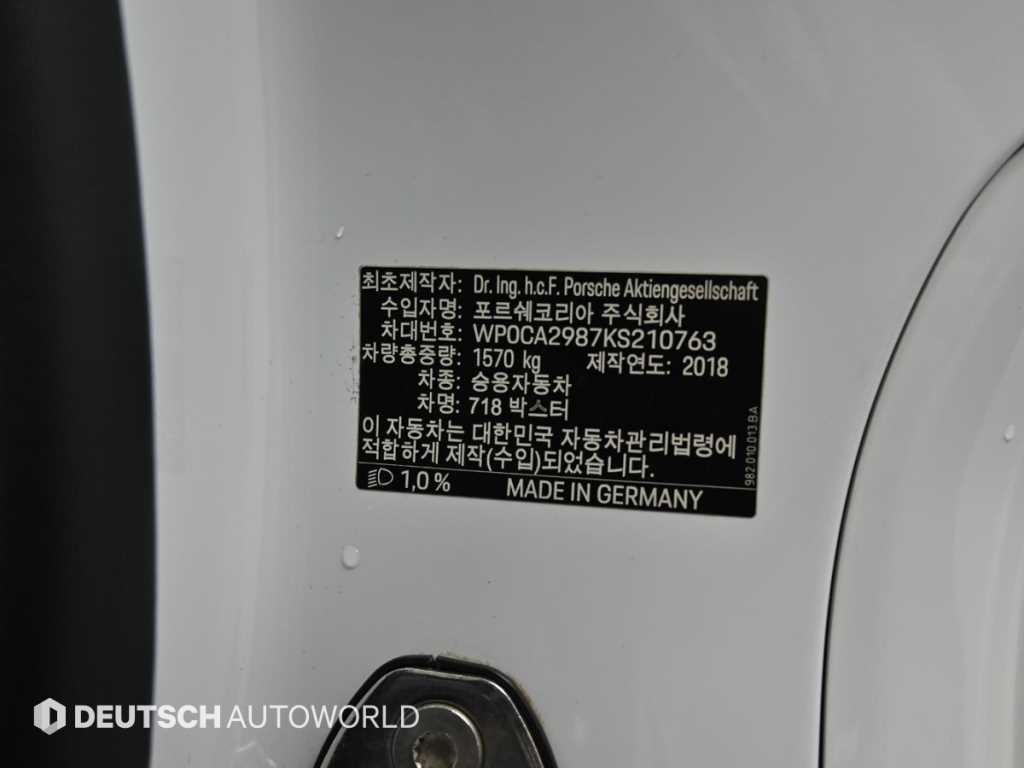 최초제작자: Dr. Ing. h.c.F. Porsche Aktiengesellschaft
수입자명: 포르쉐코리아 주식회사
차대번호: WP0CA2987KS210763
차량총중량: 1570 kg 제작연도: 2018
차종: 승용자동차
차명: 718 박스터
이 자동차는 대한민국 자동차관리법령에
적합하게 제작(수입)되었습니다.
1,0 % MADE IN GERMANY
982 010 013 BA
DEUTSCH AUTOWORLD